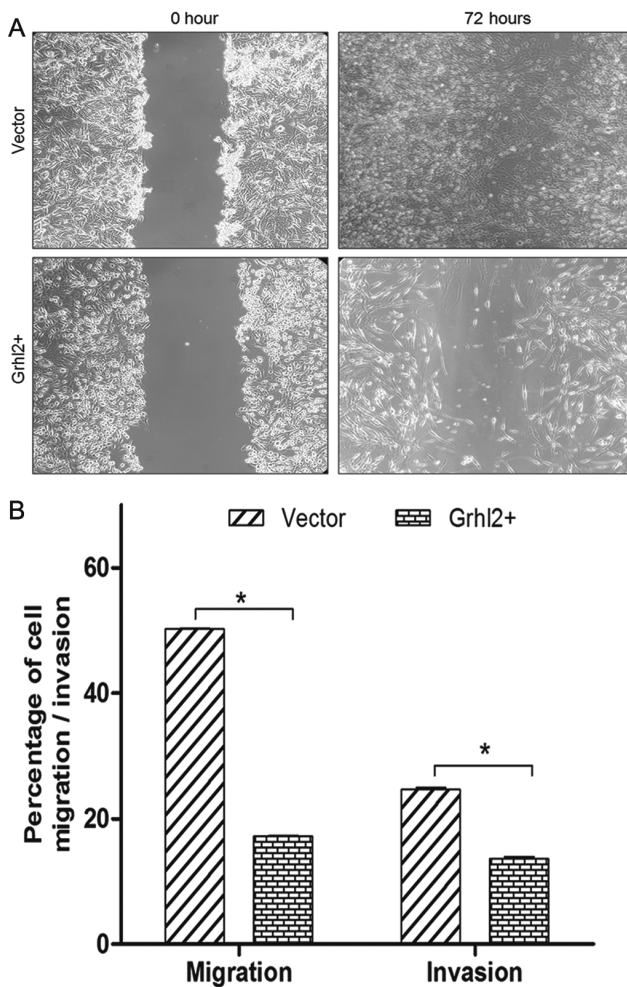 A
0 hour
72 hours
Vector
Grhl2+
B
Vector
Grhl2+
Percentage of cell
migration / invasion
60
40
20
0
*
*
Migration
Invasion